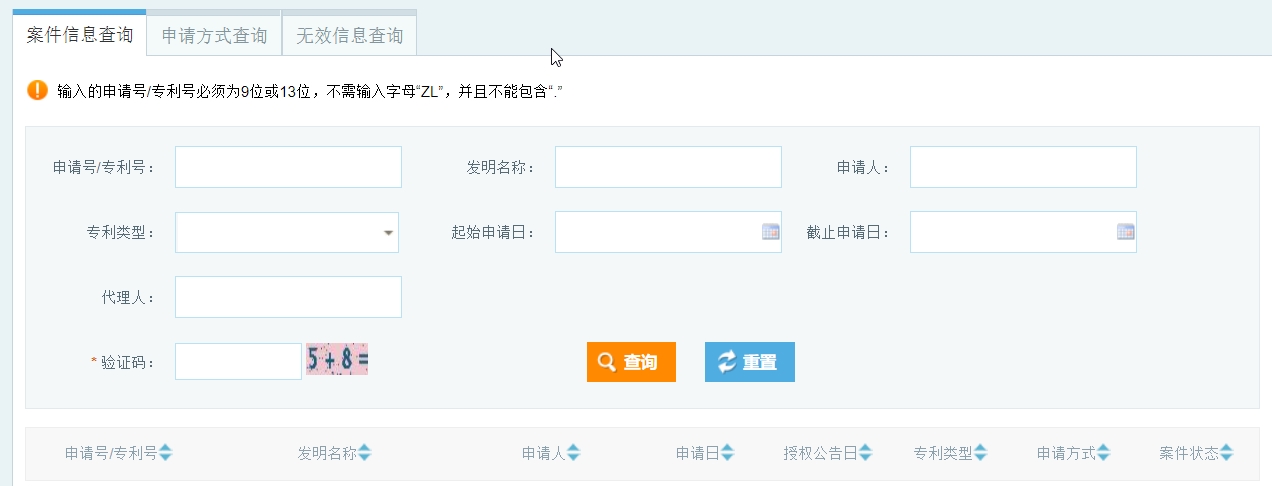 案件信息查询 申请方式查询 无效信息查询
输入的申请号/专利号必须为9位或13位，不需输入字母“ZL”，并且不能包含“.”
申请号/专利号： 发明名称： 申请人：
专利类型： 起始申请日： 截止申请日：
代理人：
*验证码： 5+8= 查询 重置
申请号/专利号 发明名称 申请人 申请日 授权公告日 专利类型 申请方式 案件状态